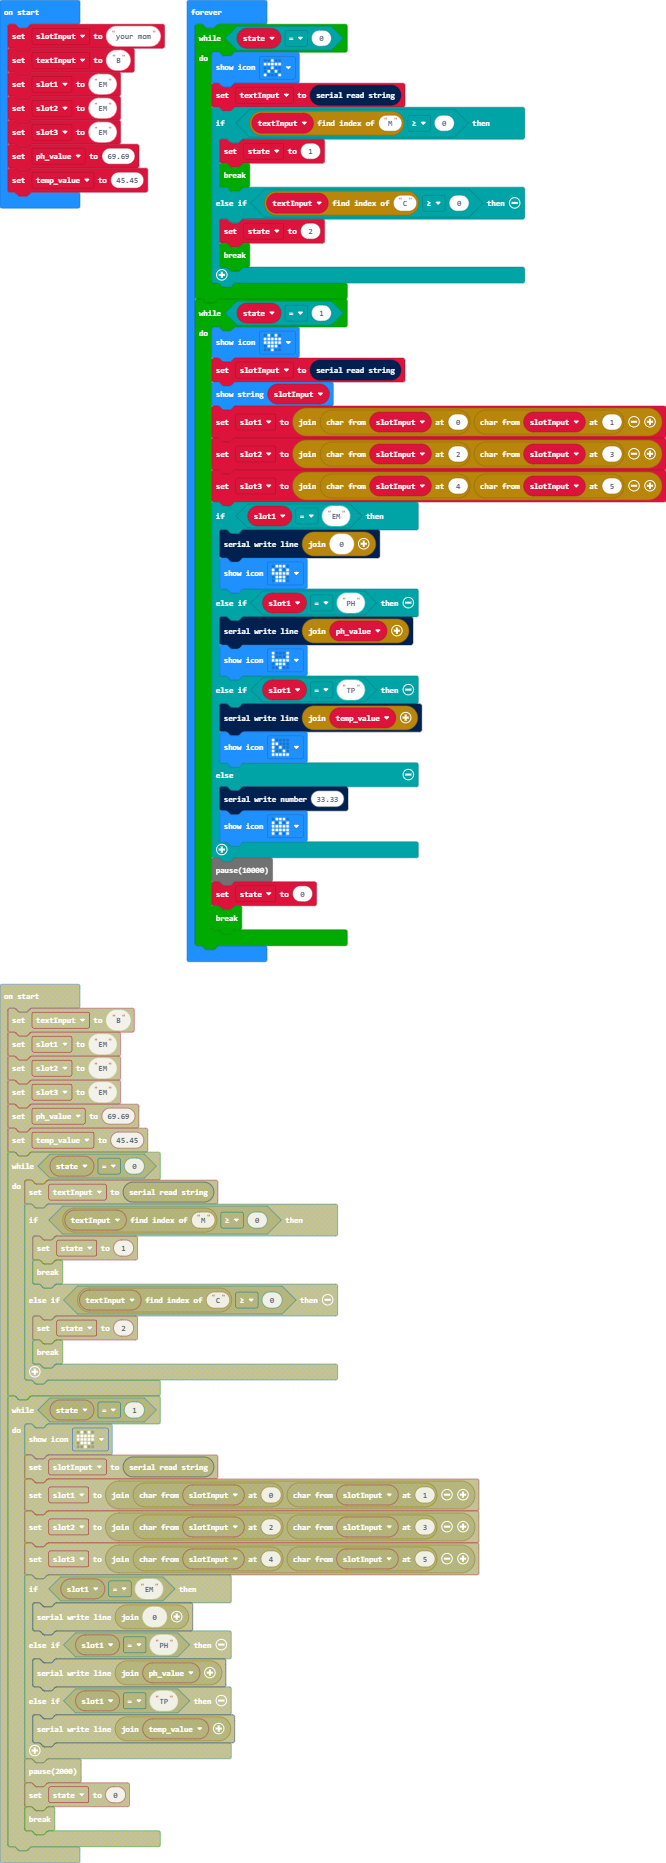 on start
set slotInput to "your mom"
set textInput to "B"
set slot1 to "EM"
set slot2 to "EM"
set slot3 to "EM"
set ph_value to 69.69
set temp_value to 45.45
forever
while state = 0
do
show icon
set textInput to serial read string
if textInput find index of "M" ≥ 0 then
set state to 1
break
else if textInput find index of "C" ≥ 0 then
set state to 2
break
while state = 1
do
show icon
set slotInput to serial read string
show string slotInput
set slot1 to join char from slotInput at 0 char from slotInput at 1
set slot2 to join char from slotInput at 2 char from slotInput at 3
set slot3 to join char from slotInput at 4 char from slotInput at 5
if slot1 = "EM" then
serial write line join 0
show icon
else if slot1 = "PH" then
serial write line join ph_value
show icon
else if slot1 = "TP" then
serial write line join temp_value
show icon
else
serial write number 33.33
show icon
pause(10000)
set state to 0
break
on start
set textInput to "B"
set slot1 to "EM"
set slot2 to "EM"
set slot3 to "EM"
set ph_value to 69.69
set temp_value to 45.45
while state = 0
do
set textInput to serial read string
if textInput find index of "M" ≥ 0 then
set state to 1
break
else if textInput find index of "C" ≥ 0 then
set state to 2
break
while state = 1
do
show icon
set slotInput to serial read string
set slot1 to join char from slotInput at 0 char from slotInput at 1
set slot2 to join char from slotInput at 2 char from slotInput at 3
set slot3 to join char from slotInput at 4 char from slotInput at 5
if slot1 = "EM" then
serial write line join 0
else if slot1 = "PH" then
serial write line join ph_value
else if slot1 = "TP" then
serial write line join temp_value
pause(2000)
set state to 0
break